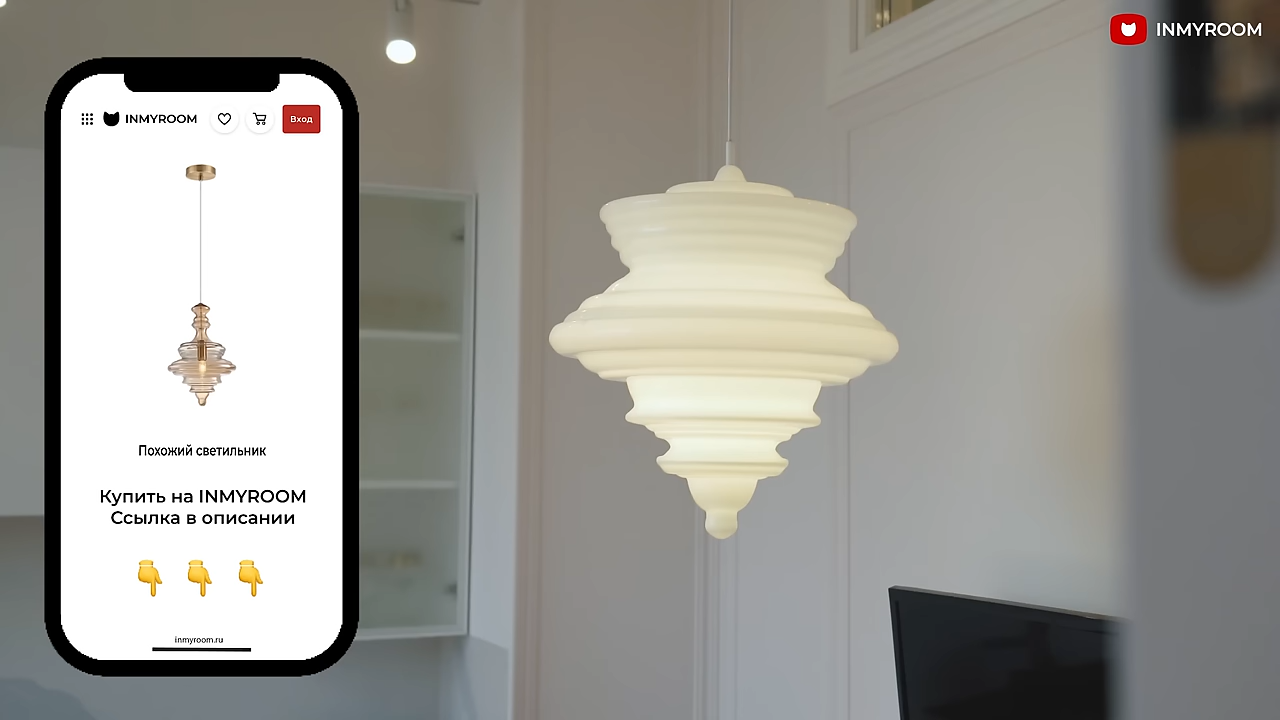 INMYROOM
INMYROOM
Вход
Похожий светильник
Купить на INMYROOM
Ссылка в описании
inmyroom.ru